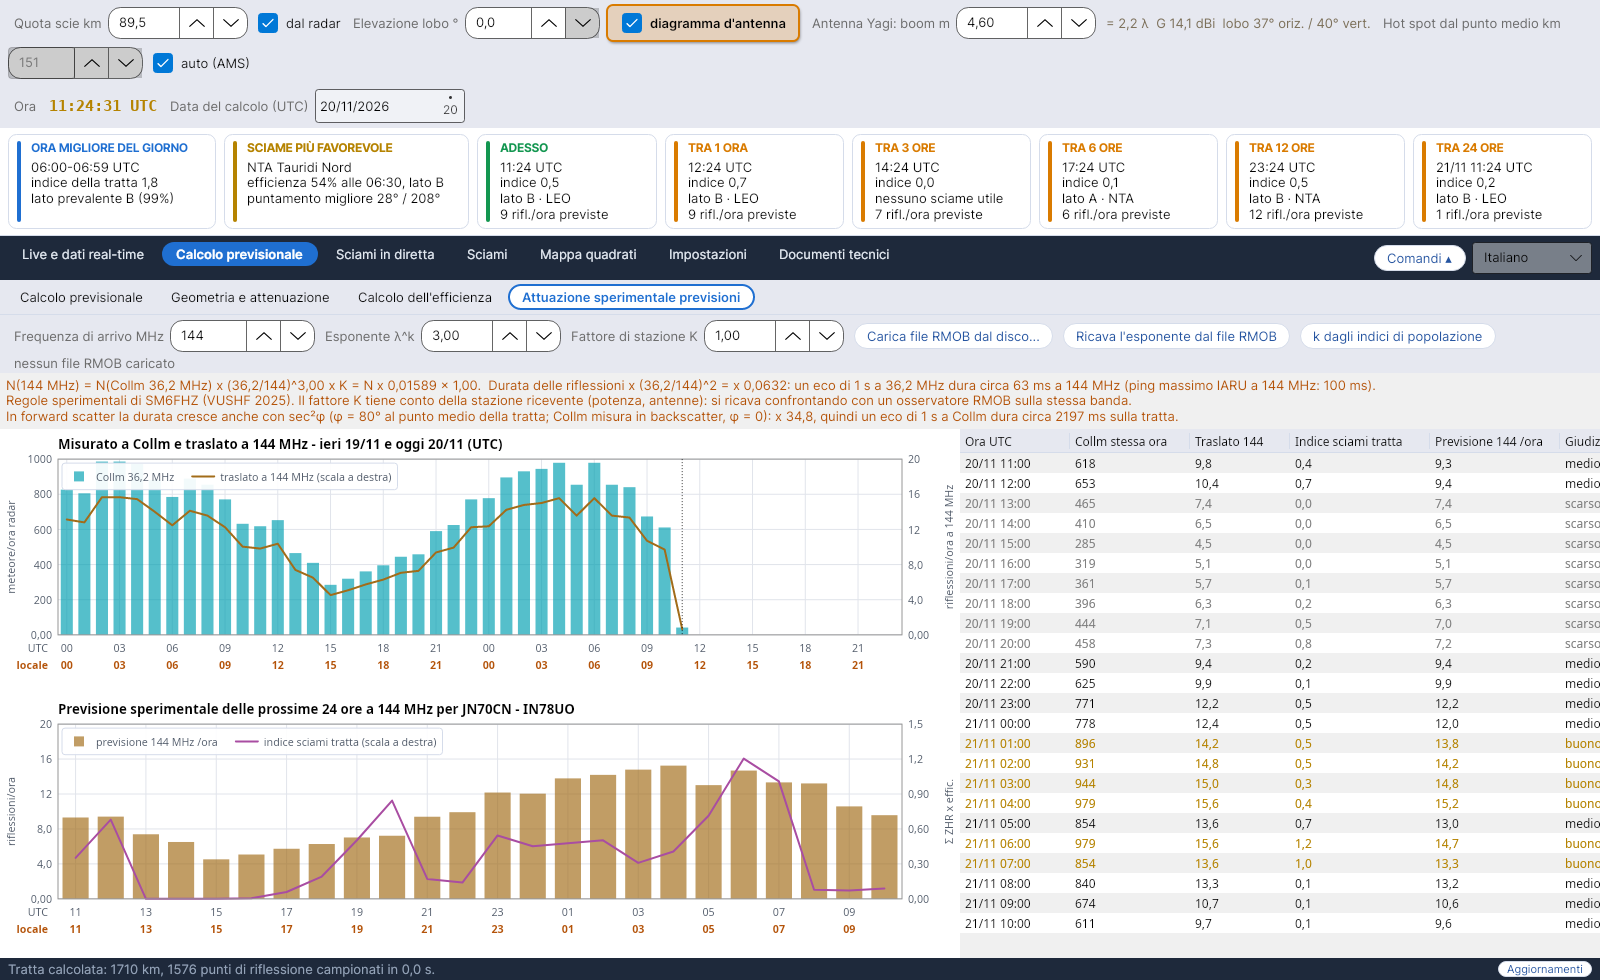 Quota scie km 89,5 dal radar Elevazione lobo ° 0,0 diagramma d'antenna Antenna Yagi: boom m 4,60 = 2,2 λ G 14,1 dBi lobo 37° oriz. / 40° vert. Hot spot dal punto medio km
151 auto (AMS)
Ora 11:24:31 UTC Data del calcolo (UTC) 20/11/2026 20
ORA MIGLIORE DEL GIORNO
06:00-06:59 UTC
indice della tratta 1,8
lato prevalente B (99%)
SCIAME PIÙ FAVOREVOLE
NTA Tauridi Nord
efficienza 54% alle 06:30, lato B
puntamento migliore 28° / 208°
ADESSO
11:24 UTC
indice 0,5
lato B · LEO
9 rifl./ora previste
TRA 1 ORA
12:24 UTC
indice 0,7
lato B · LEO
9 rifl./ora previste
TRA 3 ORE
14:24 UTC
indice 0,0
nessuno sciame utile
7 rifl./ora previste
TRA 6 ORE
17:24 UTC
indice 0,1
lato A · NTA
6 rifl./ora previste
TRA 12 ORE
23:24 UTC
indice 0,5
lato B · NTA
12 rifl./ora previste
TRA 24 ORE
21/11 11:24 UTC
indice 0,2
lato B · LEO
1 rifl./ora previste
Live e dati real-time Calcolo previsionale Sciami in diretta Sciami Mappa quadrati Impostazioni Documenti tecnici Comandi ▴ Italiano
Calcolo previsionale Geometria e attenuazione Calcolo dell'efficienza Attuazione sperimentale previsioni
Frequenza di arrivo MHz 144 Esponente λ^k 3,00 Fattore di stazione K 1,00 Carica file RMOB dal disco... Ricava l'esponente dal file RMOB k dagli indici di popolazione
nessun file RMOB caricato
N(144 MHz) = N(Collm 36,2 MHz) x (36,2/144)^3,00 x K = N x 0,01589 × 1,00. Durata delle riflessioni x (36,2/144)^2 = x 0,0632: un eco di 1 s a 36,2 MHz dura circa 63 ms a 144 MHz (ping massimo IARU a 144 MHz: 100 ms).
Regole sperimentali di SM6FHZ (VUSHF 2025). Il fattore K tiene conto della stazione ricevente (potenza, antenne): si ricava confrontando con un osservatore RMOB sulla stessa banda.
In forward scatter la durata cresce anche con sec²φ (φ = 80° al punto medio della tratta; Collm misura in backscatter, φ = 0): x 34,8, quindi un eco di 1 s a Collm dura circa 2197 ms sulla tratta.
Misurato a Collm e traslato a 144 MHz - ieri 19/11 e oggi 20/11 (UTC)
Collm 36,2 MHz traslato a 144 MHz (scala a destra)
meteore/ora radar
1000
800
600
400
200
0,00
20
16
12
8,0
4,0
0,00
riflessioni/ora a 144 MHz
UTC 00 03 06 09 12 15 18 21 00 03 06 09 12 15 18 21
locale 00 03 06 09 12 15 18 21 00 03 06 09 12 15 18 21
Previsione sperimentale delle prossime 24 ore a 144 MHz per JN70CN - IN78UO
previsione 144 MHz /ora indice sciami tratta (scala a destra)
riflessioni/ora
20
16
12
8,0
4,0
0,00
1,5
1,2
0,90
0,60
0,30
0,00
Σ ZHR x effic.
UTC 11 13 15 17 19 21 23 01 03 05 07 09
locale 11 13 15 17 19 21 23 01 03 05 07 09
Ora UTC Collm stessa ora Traslato 144 Indice sciami tratta Previsione 144 /ora Giudiz
20/11 11:00 618 9,8 0,4 9,3 medio
20/11 12:00 653 10,4 0,7 9,4 medio
20/11 13:00 465 7,4 0,0 7,4 scarso
20/11 14:00 410 6,5 0,0 6,5 scarso
20/11 15:00 285 4,5 0,0 4,5 scarso
20/11 16:00 319 5,1 0,0 5,1 scarso
20/11 17:00 361 5,7 0,1 5,7 scarso
20/11 18:00 396 6,3 0,2 6,3 scarso
20/11 19:00 444 7,1 0,5 7,0 scarso
20/11 20:00 458 7,3 0,8 7,2 scarso
20/11 21:00 590 9,4 0,2 9,4 medio
20/11 22:00 625 9,9 0,1 9,9 medio
20/11 23:00 771 12,2 0,5 12,2 medio
21/11 00:00 778 12,4 0,5 12,0 medio
21/11 01:00 896 14,2 0,5 13,8 buono
21/11 02:00 931 14,8 0,5 14,2 buono
21/11 03:00 944 15,0 0,3 14,8 buono
21/11 04:00 979 15,6 0,4 15,2 buono
21/11 05:00 854 13,6 0,7 13,0 medio
21/11 06:00 979 15,6 1,2 14,7 buono
21/11 07:00 854 13,6 1,0 13,3 buono
21/11 08:00 840 13,3 0,1 13,2 medio
21/11 09:00 674 10,7 0,1 10,6 medio
21/11 10:00 611 9,7 0,1 9,6 medio
Tratta calcolata: 1710 km, 1576 punti di riflessione campionati in 0,0 s. Aggiornamenti